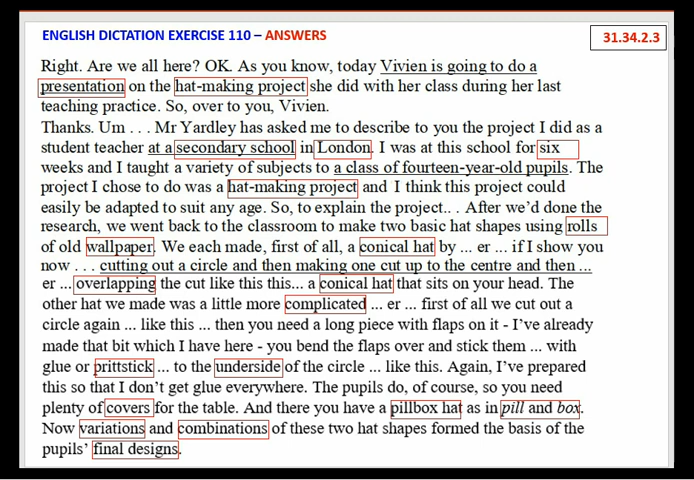 ENGLISH DICTATION EXERCISE 110 – ANSWERS
31.34.2.3
Right. Are we all here? OK. As you know, today Vivien is going to do a
presentation on the hat-making project she did with her class during her last
teaching practice. So, over to you, Vivien.
Thanks. Um . . . Mr Yardley has asked me to describe to you the project I did as a
student teacher at a secondary school in London. I was at this school for six
weeks and I taught a variety of subjects to a class of fourteen-year-old pupils. The
project I chose to do was a hat-making project and I think this project could
easily be adapted to suit any age. So, to explain the project.. . After we'd done the
research, we went back to the classroom to make two basic hat shapes using rolls
of old wallpaper. We each made, first of all, a conical hat by ... er ... if I show you
now . . . cutting out a circle and then making one cut up to the centre and then ...
er ... overlapping the cut like this this... a conical hat that sits on your head. The
other hat we made was a little more complicated ... er ... first of all we cut out a
circle again ... like this ... then you need a long piece with flaps on it - I've already
made that bit which I have here - you bend the flaps over and stick them ... with
glue or prittstick ... to the underside of the circle ... like this. Again, I've prepared
this so that I don't get glue everywhere. The pupils do, of course, so you need
plenty of covers for the table. And there you have a pillbox hat as in pill and box.
Now variations and combinations of these two hat shapes formed the basis of the
pupils' final designs.